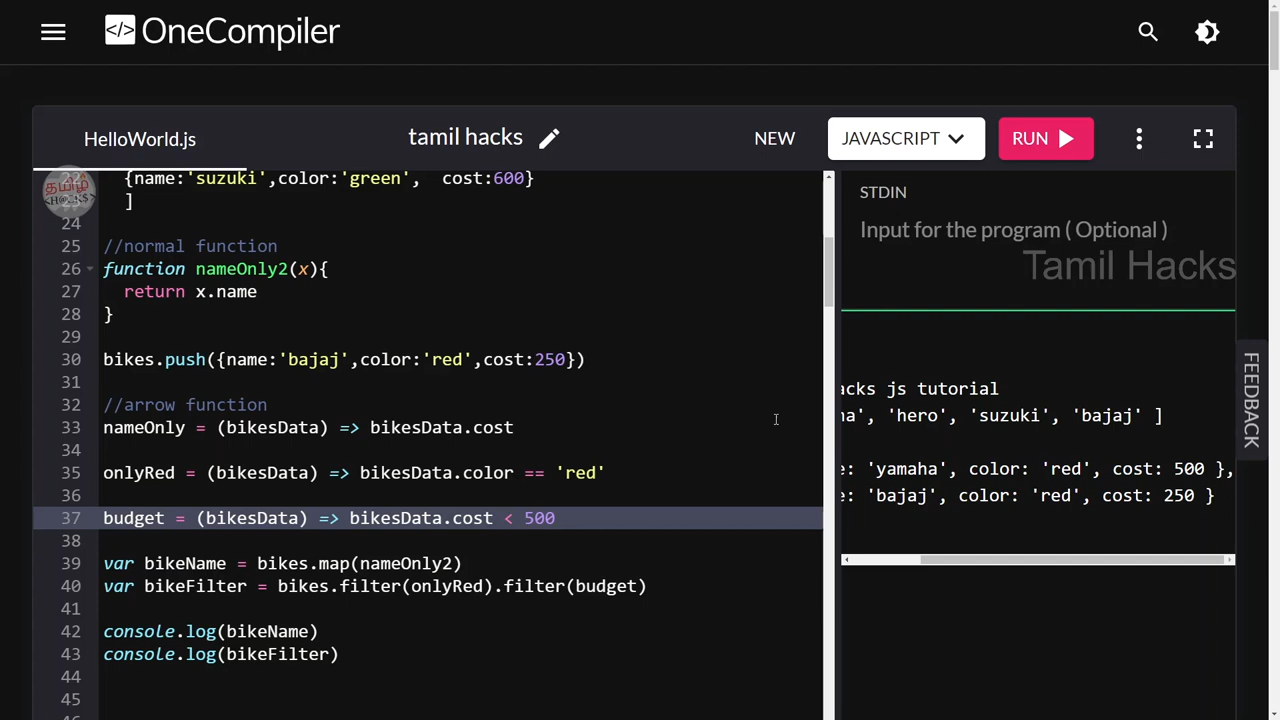 </> OneCompiler
HelloWorld.js
tamil hacks
NEW
JAVASCRIPT
RUN
தமிழ்
<H@CK$>
{name:'suzuki',color:'green',  cost:600}
]
24
25 //normal function
26 function nameOnly2(x){
27 return x.name
28 }
29
30 bikes.push({name:'bajaj',color:'red',cost:250})
31
32 //arrow function
33 nameOnly = (bikesData) => bikesData.cost
34
35 onlyRed = (bikesData) => bikesData.color == 'red'
36
37 budget = (bikesData) => bikesData.cost < 500
38
39 var bikeName = bikes.map(nameOnly2)
40 var bikeFilter = bikes.filter(onlyRed).filter(budget)
41
42 console.log(bikeName)
43 console.log(bikeFilter)
44
45
STDIN
Input for the program ( Optional )
Tamil Hacks
acks js tutorial
a', 'hero', 'suzuki', 'bajaj' ]
e: 'yamaha', color: 'red', cost: 500 },
e: 'bajaj', color: 'red', cost: 250 }
FEEDBACK